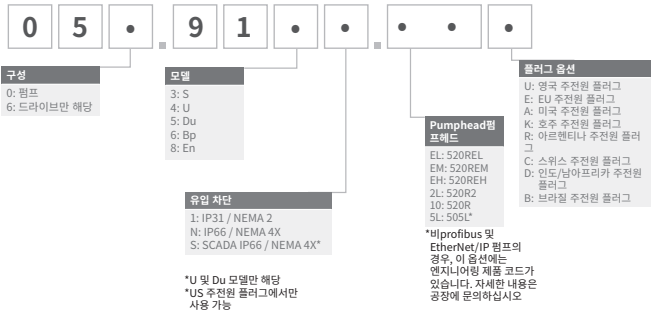 0 5 • . 9 1 • • . • • •
구성
0: 펌프
6: 드라이브만 해당
모델
3: S
4: U
5: Du
6: Bp
8: En
유입 차단
1: IP31 / NEMA 2
N: IP66 / NEMA 4X
S: SCADA IP66 / NEMA 4X*
*U 및 Du 모델만 해당
*US 주전원 플러그에서만
사용 가능
Pumphead펌
프헤드
EL: 520REL
EM: 520REM
EH: 520REH
2L: 520R2
10: 520R
5L: 505L*
*비profibus 및
EtherNet/IP 펌프의
경우, 이 옵션에는
엔지니어링 제품 코드가
있습니다. 자세한 내용은
공장에 문의하십시오
플러그 옵션
U: 영국 주전원 플러그
E: EU 주전원 플러그
A: 미국 주전원 플러그
K: 호주 주전원 플러그
R: 아르헨티나 주전원 플러
그
C: 스위스 주전원 플러그
D: 인도/남아프리카 주전원
플러그
B: 브라질 주전원 플러그